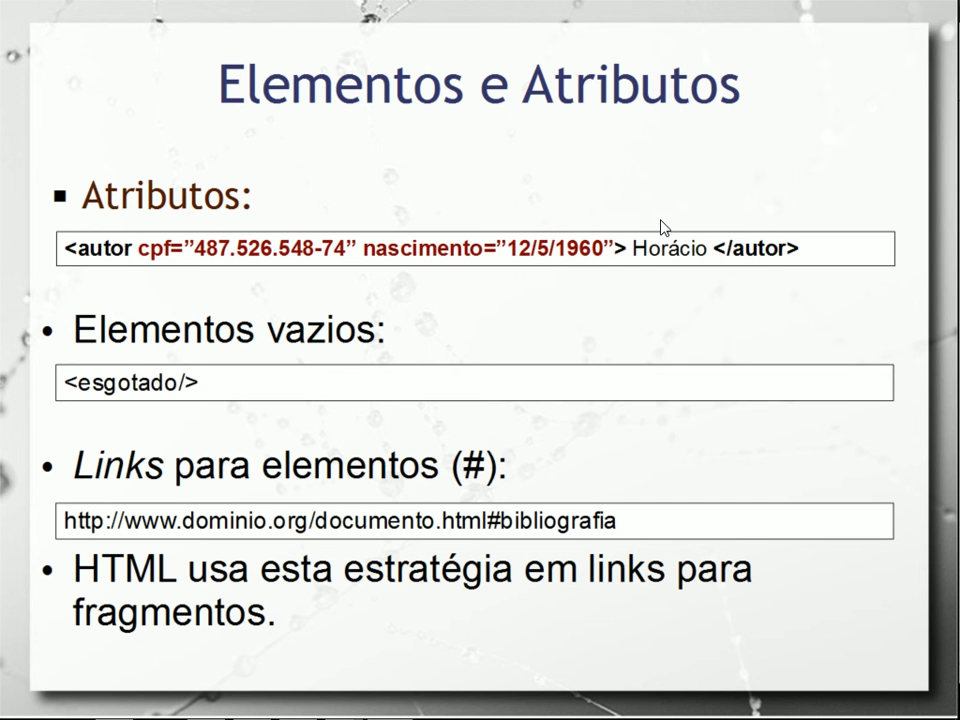 Elementos e Atributos
▪ Atributos:
<autor cpf=”487.526.548-74” nascimento=”12/5/1960”> Horácio </autor>
• Elementos vazios:
<esgotado/>
• Links para elementos (#):
http://www.dominio.org/documento.html#bibliografia
• HTML usa esta estratégia em links para
fragmentos.